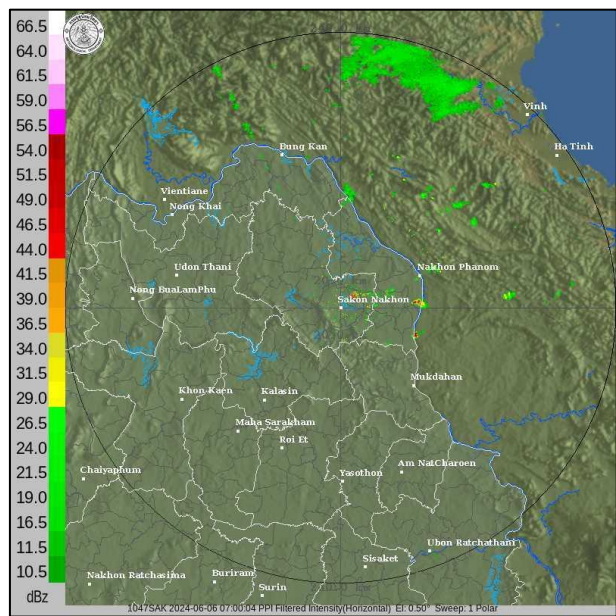 66.5
64.0
61.5
59.0
56.5
54.0
51.5
49.0
46.5
44.0
41.5
39.0
36.5
34.0
31.5
29.0
26.5
24.0
21.5
19.0
16.5
14.0
11.5
10.5
dBz
Vinh
Ha Tinh
Bung Kan
Vientiane
Nong Khai
Udon Thani
Nakhon Phanom
Nong BuaLamPhu
Sakon Nakhon
Mukdahan
Khon Kaen
Kalasin
Maha Sarakham
Roi Et
Chaiyaphum
Yasothon
Am NatCharoen
Ubon Ratchathani
Sisaket
Nakhon Ratchasima
Buriram
Surin
1047SAK 2024-06-06 07:00:04 PPI Filtered Intensity(Horizontal) El: 0.50° Sweep: 1 Polar